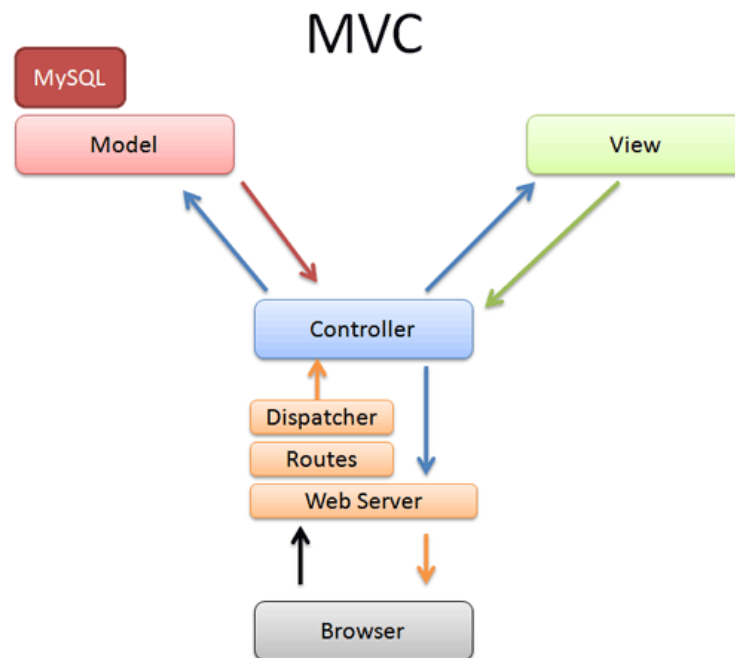 MVC
MySQL
Model
View
Controller
Dispatcher
Routes
Web Server
Browser